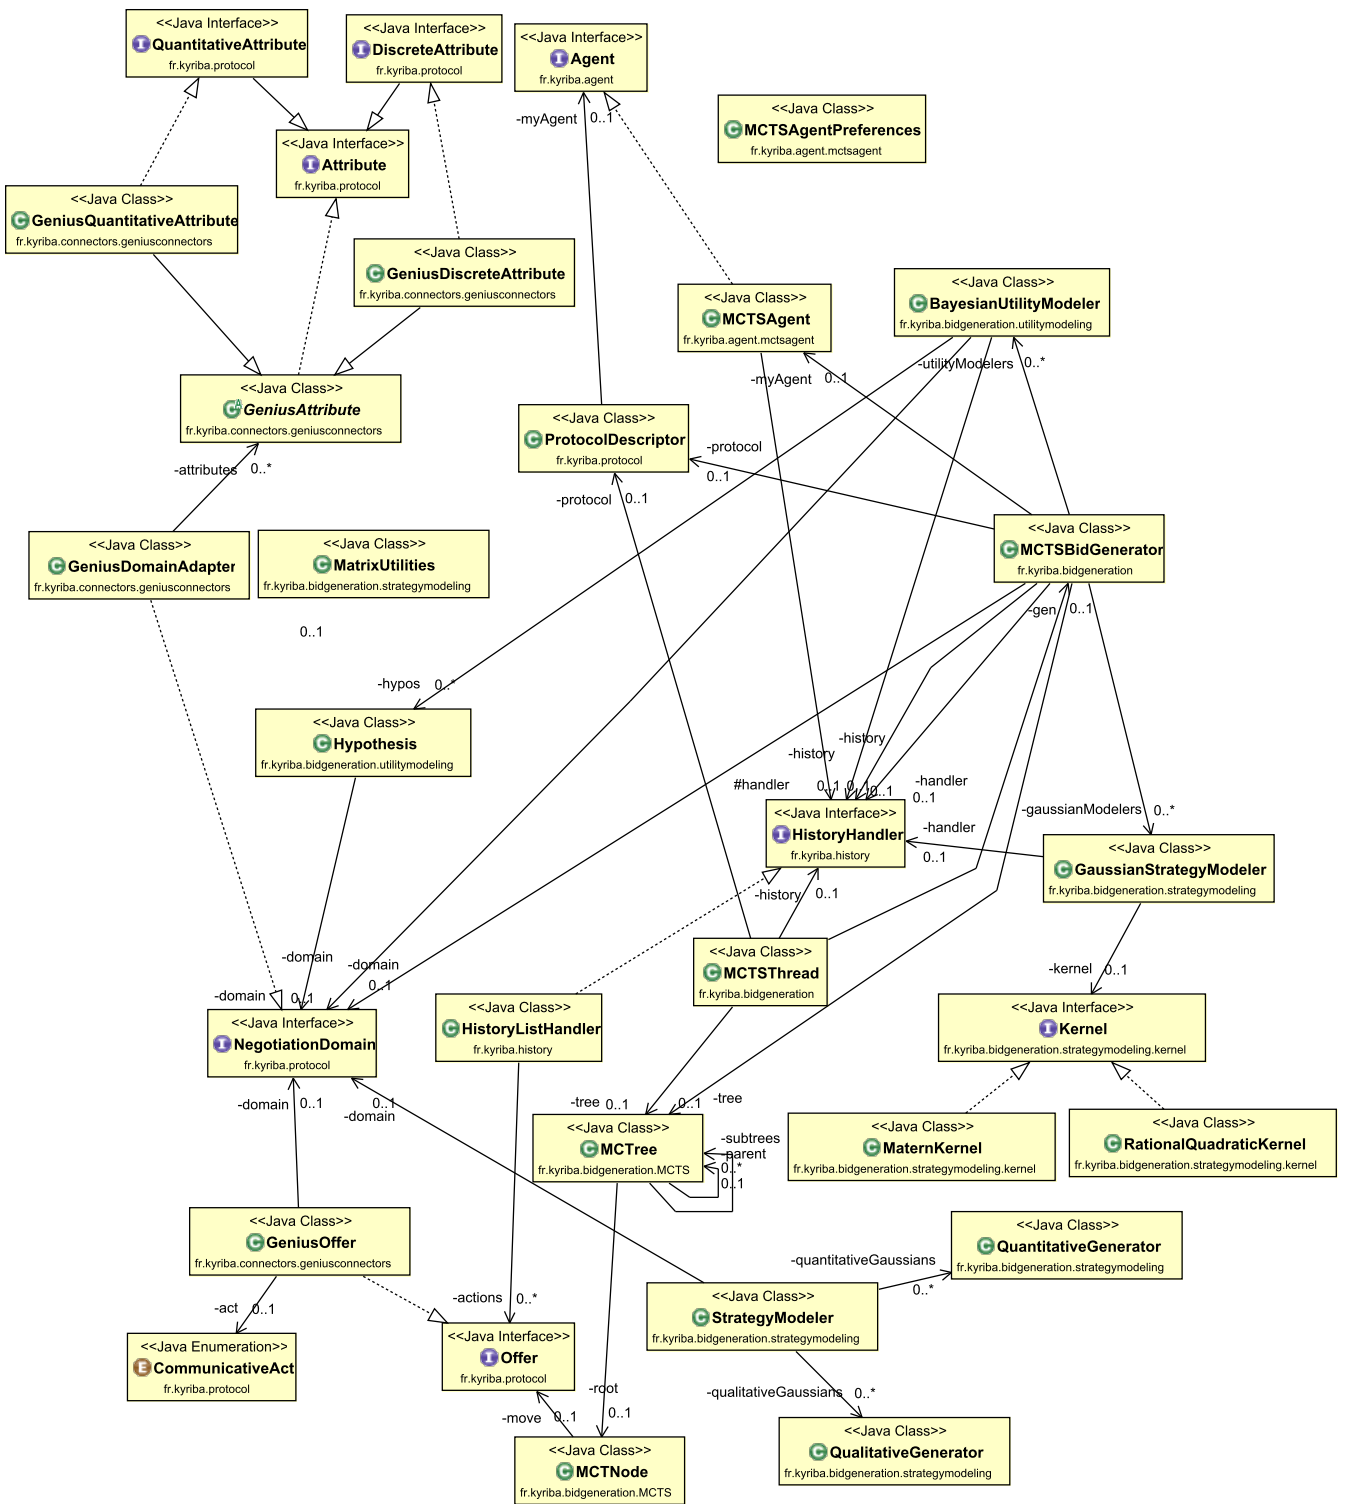 <<Java Interface>>
QuantitativeAttribute
fr.kyriba.protocol
<<Java Interface>>
DiscreteAttribute
fr.kyriba.protocol
<<Java Interface>>
Agent
fr.kyriba.agent
<<Java Class>>
MCTSAgentPreferences
fr.kyriba.agent.mctsagent
-myAgent
0..1
<<Java Interface>>
Attribute
fr.kyriba.protocol
<<Java Class>>
GeniusQuantitativeAttribute
fr.kyriba.connectors.geniusconnectors
<<Java Class>>
GeniusDiscreteAttribute
fr.kyriba.connectors.geniusconnectors
<<Java Class>>
MCTSAgent
fr.kyriba.agent.mctsagent
<<Java Class>>
BayesianUtilityModeler
fr.kyriba.bidgeneration.utilitymodeling
-myAgent
0..1
-utilityModelers
0..*
<<Java Class>>
GeniusAttribute
fr.kyriba.connectors.geniusconnectors
<<Java Class>>
ProtocolDescriptor
fr.kyriba.protocol
-protocol
0..1
-attributes
0..*
-protocol
0..1
<<Java Class>>
GeniusDomainAdapter
fr.kyriba.connectors.geniusconnectors
<<Java Class>>
MatrixUtilities
fr.kyriba.bidgeneration.strategymodeling
<<Java Class>>
MCTSBidGenerator
fr.kyriba.bidgeneration
-gen
0..1
0..1
-hypos
0..*
<<Java Class>>
Hypothesis
fr.kyriba.bidgeneration.utilitymodeling
-history
-history
#handler
0..1
0..1
0..1
-handler
0..1
-gaussianModelers
0..*
<<Java Interface>>
HistoryHandler
fr.kyriba.history
-handler
0..1
<<Java Class>>
GaussianStrategyModeler
fr.kyriba.bidgeneration.strategymodeling
-history
0..1
<<Java Class>>
MCTSThread
fr.kyriba.bidgeneration
-kernel
0..1
-domain
-domain
0..1
-domain
0..1
<<Java Interface>>
NegotiationDomain
fr.kyriba.protocol
<<Java Class>>
HistoryListHandler
fr.kyriba.history
<<Java Interface>>
Kernel
fr.kyriba.bidgeneration.strategymodeling.kernel
-domain
0..1
0..1
-domain
-tree
0..1
0..1
-tree
<<Java Class>>
MCTree
fr.kyriba.bidgeneration.MCTS
-subtrees
-parent
0..*
0..1
<<Java Class>>
MaternKernel
fr.kyriba.bidgeneration.strategymodeling.kernel
<<Java Class>>
RationalQuadraticKernel
fr.kyriba.bidgeneration.strategymodeling.kernel
<<Java Class>>
GeniusOffer
fr.kyriba.connectors.geniusconnectors
<<Java Class>>
QuantitativeGenerator
fr.kyriba.bidgeneration.strategymodeling
-quantitativeGaussians
0..*
-act
0..1
-actions
0..*
<<Java Class>>
StrategyModeler
fr.kyriba.bidgeneration.strategymodeling
<<Java Enumeration>>
CommunicativeAct
fr.kyriba.protocol
<<Java Interface>>
Offer
fr.kyriba.protocol
-root
0..1
-qualitativeGaussians
0..*
-move
0..1
<<Java Class>>
MCTNode
fr.kyriba.bidgeneration.MCTS
<<Java Class>>
QualitativeGenerator
fr.kyriba.bidgeneration.strategymodeling